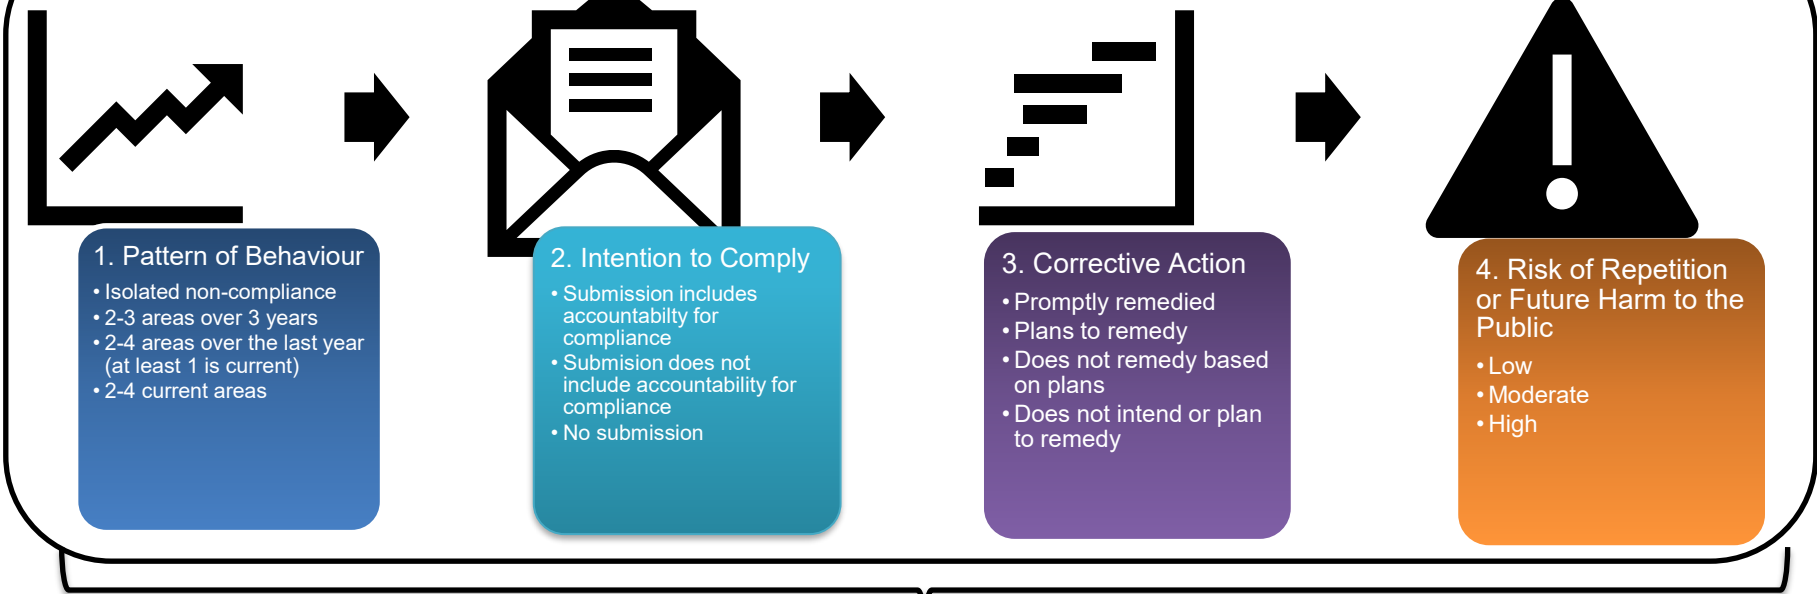 1. Pattern of Behaviour
• Isolated non-compliance
• 2-3 areas over 3 years
• 2-4 areas over the last year
(at least 1 is current)
• 2-4 current areas
2. Intention to Comply
• Submission includes
accountabilty for
compliance
• Submision does not
include accountability for
compliance
• No submission
3. Corrective Action
• Promptly remedied
• Plans to remedy
• Does not remedy based
on plans
• Does not intend or plan
to remedy
4. Risk of Repetition
or Future Harm to the
Public
• Low
• Moderate
• High